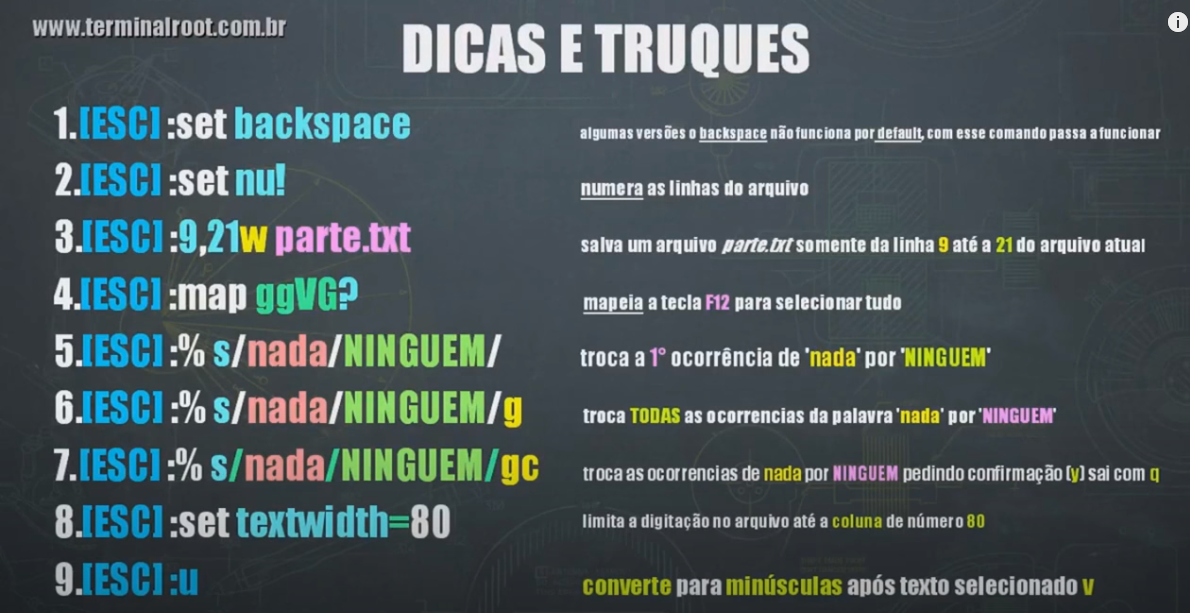 www.terminalroot.com.br
DICAS E TRUQUES
1.[ESC] :set backspace
algumas versões o backspace não funciona por default, com esse comando passa a funcionar
2.[ESC] :set nu!
numera as linhas do arquivo
3.[ESC] :9,21w parte.txt
salva um arquivo parte.txt somente da linha 9 até a 21 do arquivo atual
4.[ESC] :map ggVG?
mapeia a tecla F12 para selecionar tudo
5.[ESC] :% s/nada/NINGUEM/
troca a 1° ocorrência de 'nada' por 'NINGUEM'
6.[ESC] :% s/nada/NINGUEM/g
troca TODAS as ocorrencias da palavra 'nada' por 'NINGUEM'
7.[ESC] :% s/nada/NINGUEM/gc
troca as ocorrencias de nada por NINGUEM pedindo confirmação (y) sai com q
8.[ESC] :set textwidth=80
limita a digitação no arquivo até a coluna de número 80
9.[ESC] :u
converte para minúsculas após texto selecionado v